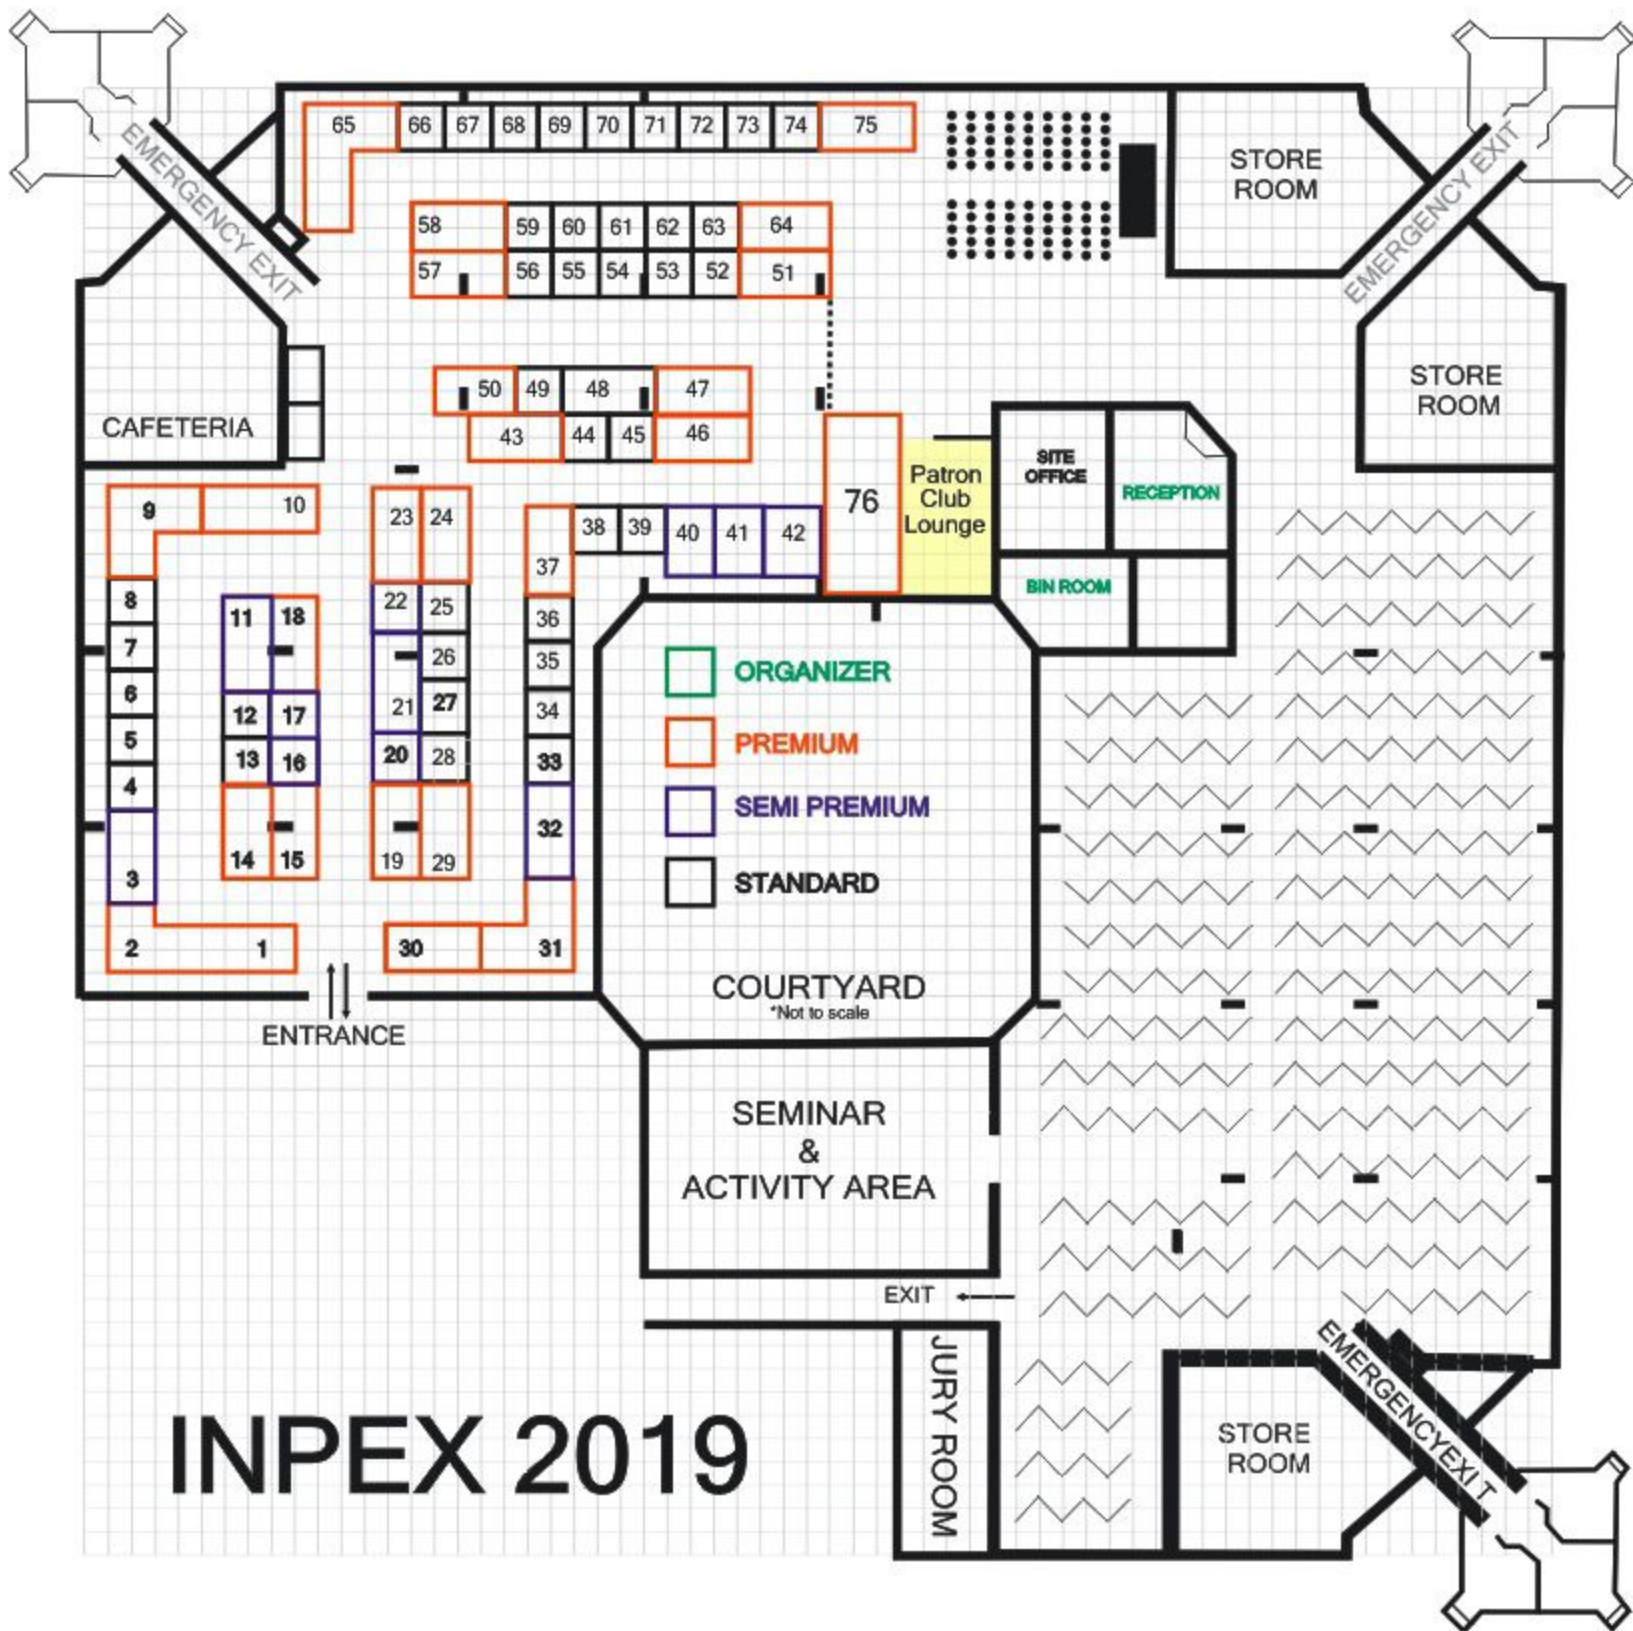 EMERGENCY EXIT
EMERGENCY EXIT
65
66
67
68
69
70
71
72
73
74
75
STORE
ROOM
58
59
60
61
62
63
64
57
56
55
54
53
52
51
STORE
ROOM
CAFETERIA
50
49
48
47
43
44
45
46
SITE
OFFICE
RECEPTION
BIN ROOM
Patron
Club
Lounge
76
9
10
23
24
37
38
39
40
41
42
8
7
6
5
4
3
2
1
11
18
12
17
13
16
14
15
22
25
26
21
27
20
28
19
29
36
35
34
33
32
30
31
ORGANIZER
PREMIUM
SEMI PREMIUM
STANDARD
COURTYARD
*Not to scale
ENTRANCE
SEMINAR
&
ACTIVITY AREA
EXIT
JURY ROOM
EMERGENCYEXIT
STORE
ROOM
INPEX 2019